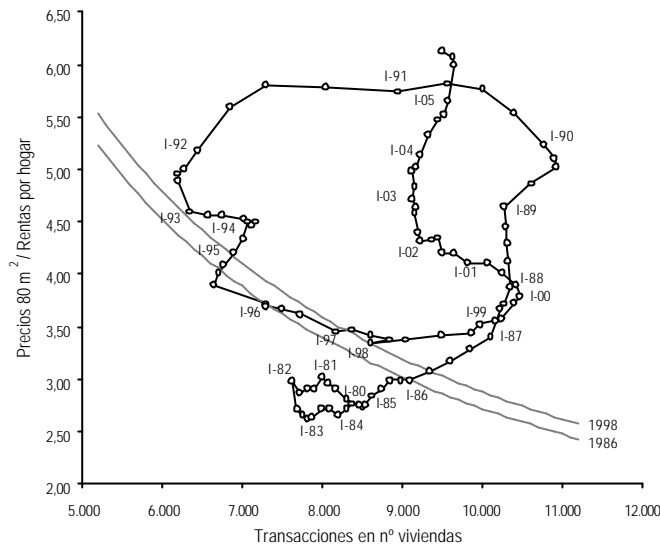 6,50
6,00
5,50
5,00
4,50
4,00
3,50
3,00
2,50
2,00
Precios 80 m² / Rentas por hogar
I-91
I-05
I-90
I-92
I-04
I-03
I-89
I-93
I-94
I-02
I-95
I-01
I-88
I-00
I-96
I-99
I-97
I-87
I-98
I-82
I-81
I-80
I-86
I-85
I-84
I-83
1998
1986
5.000 6.000 7.000 8.000 9.000 10.000 11.000 12.000
Transacciones en nº viviendas